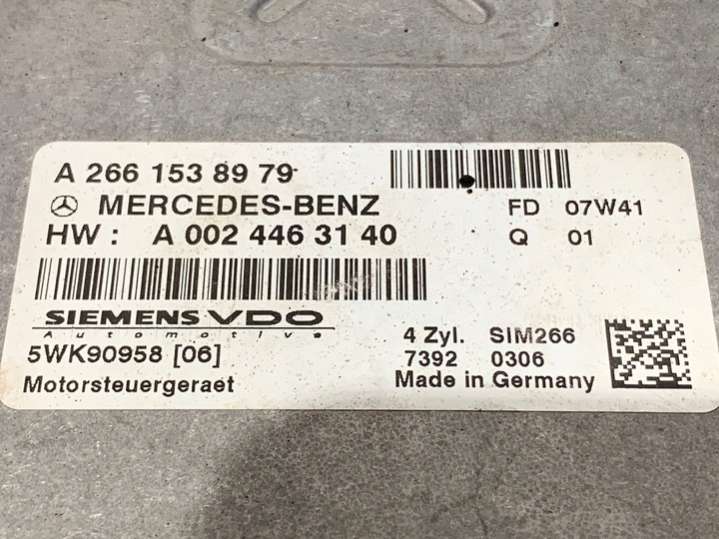 A 266 153 89 79
MERCEDES-BENZ FD 07W41
HW : A 002 446 31 40 Q 01
SIEMENS VDO
Automotive
5WK90958 [06] 4 Zyl. SIM266
7392 0306
Motorsteuergeraet Made in Germany